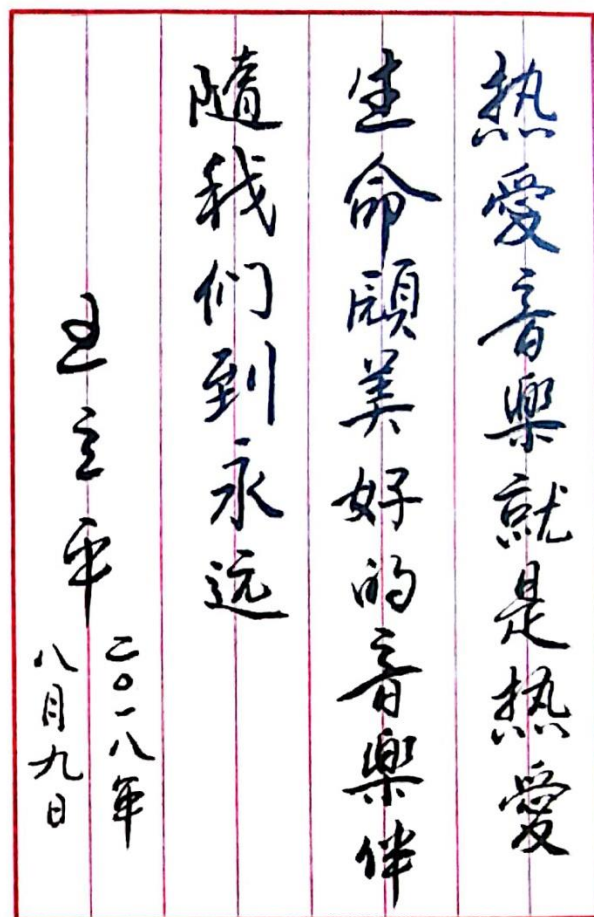 热愛音樂就是热愛
生命願美好的音樂伴
隨我们到永远
王立平
二〇一八年
八月九日